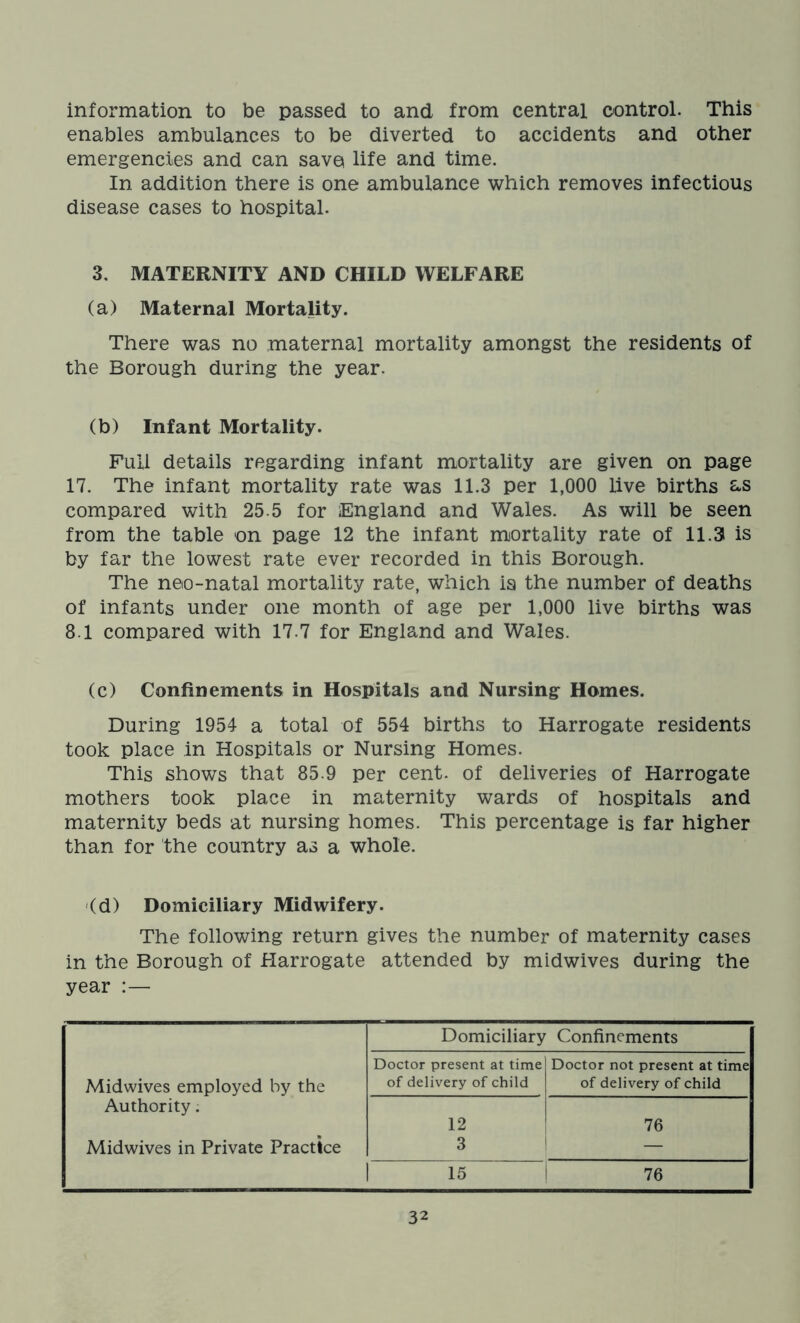 information to be passed to and from central control. This
enables ambulances to be diverted to accidents and other
emergencies and can save life and time.
In addition there is one ambulance which removes infectious
disease cases to hospital.
3. MATERNITY AND CHILD WELFARE
(a) Maternal Mortality.
There was no maternal mortality amongst the residents of
the Borough during the year.
(b) Infant Mortality.
Full details regarding infant mortality are given on page
17. The infant mortality rate was 11.3 per 1,000 live births as
compared with 25.5 for England and Wales. As will be seen
from the table on page 12 the infant mortality rate of 11.3 is
by far the lowest rate ever recorded in this Borough.
The neo-natal mortality rate, which is the number of deaths
of infants under one month of age per 1,000 live births was
8.1 compared with 17.7 for England and Wales.
(c) Confinements in Hospitals and Nursing Homes.
During 1954 a total of 554 births to Harrogate residents
took place in Hospitals or Nursing Homes.
This shows that 85.9 per cent. of deliveries of Harrogate
mothers took place in maternity wards of hospitals and
maternity beds at nursing homes. This percentage is far higher
than for the country as a whole.
(d) Domiciliary Midwifery.
The following return gives the number of maternity cases
in the Borough of Harrogate attended by midwives during the
year :—
Domiciliary Confinements
Doctor present at time Doctor not present at time
Midwives employed by the of delivery of child of delivery of child
Authority.
12 76
Midwives in Private Practice 3 —
15 76
32